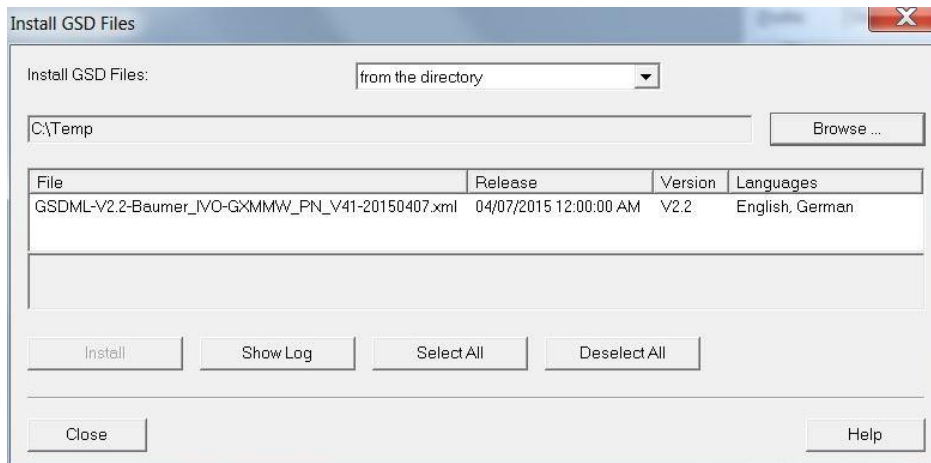 Install GSD Files
Install GSD Files: from the directory
C:\Temp Browse ...
File Release Version Languages
GSDML-V2.2-Baumer_IVO-GXMMW_PN_V41-20150407.xml 04/07/2015 12:00:00 AM V2.2 English, German
Install Show Log Select All Deselect All
Close Help